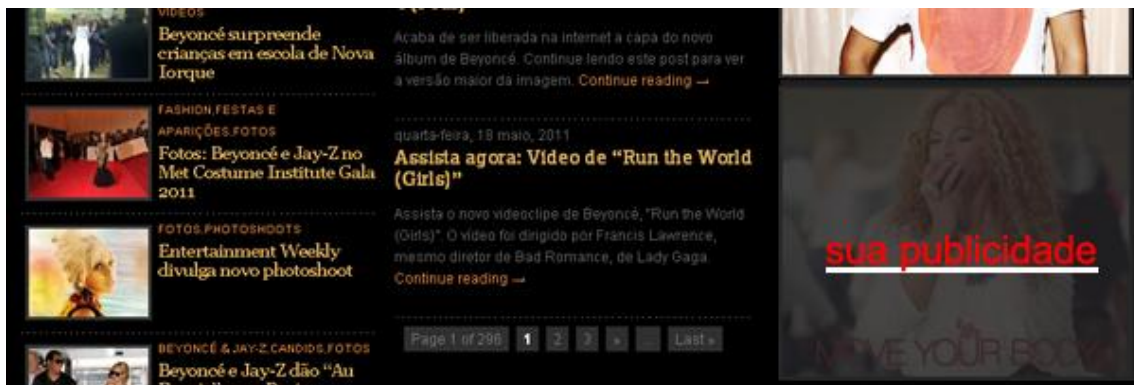 VÍDEOS
Beyoncé surpreende
crianças em escola de Nova
Iorque
FASHION,FESTAS E
APARIÇÕES,FOTOS
Fotos: Beyoncé e Jay-Z no
Met Costume Institute Gala
2011
FOTOS,PHOTOSHOOTS
Entertainment Weekly
divulga novo photoshoot
BEYONCÉ & JAY-Z,CANDIDS,FOTOS
Beyoncé e Jay-Z dão “Au
Acaba de ser liberada na internet a capa do novo
álbum de Beyoncé. Continue lendo este post para ver
a versão maior da imagem. Continue reading →
quarta-feira, 18 maio, 2011
Assista agora: Vídeo de “Run the World
(Girls)”
Assista o novo videoclipe de Beyoncé, "Run the World
(Girls)". O vídeo foi dirigido por Francis Lawrence,
mesmo diretor de Bad Romance, de Lady Gaga.
Continue reading →
Page 1 of 296 1 2 3 » ... Last »
sua publicidade
MOVE YOUR BODY